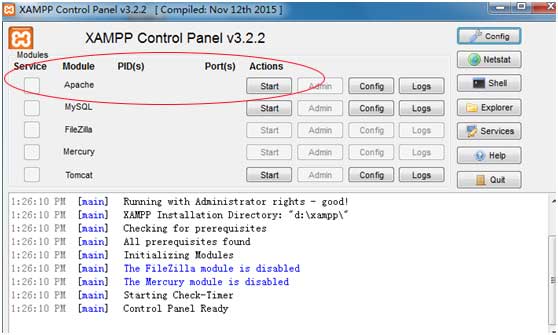 XAMPP Control Panel v3.2.2 [ Compiled: Nov 12th 2015 ]
XAMPP Control Panel v3.2.2
Config
Modules
Service Module PID(s) Port(s) Actions
Netstat
Apache Start Admin Config Logs
Shell
MySQL Start Admin Config Logs
Explorer
FileZilla Start Admin Config Logs
Services
Mercury Start Admin Config Logs
Help
Tomcat Start Admin Config Logs
Quit
1:26:10 PM [main] Running with Administrator rights - good!
1:26:10 PM [main] XAMPP Installation Directory: "d:\xampp\"
1:26:10 PM [main] Checking for prerequisites
1:26:10 PM [main] All prerequisites found
1:26:10 PM [main] Initializing Modules
1:26:10 PM [main] The FileZilla module is disabled
1:26:10 PM [main] The Mercury module is disabled
1:26:10 PM [main] Starting Check-Timer
1:26:10 PM [main] Control Panel Ready